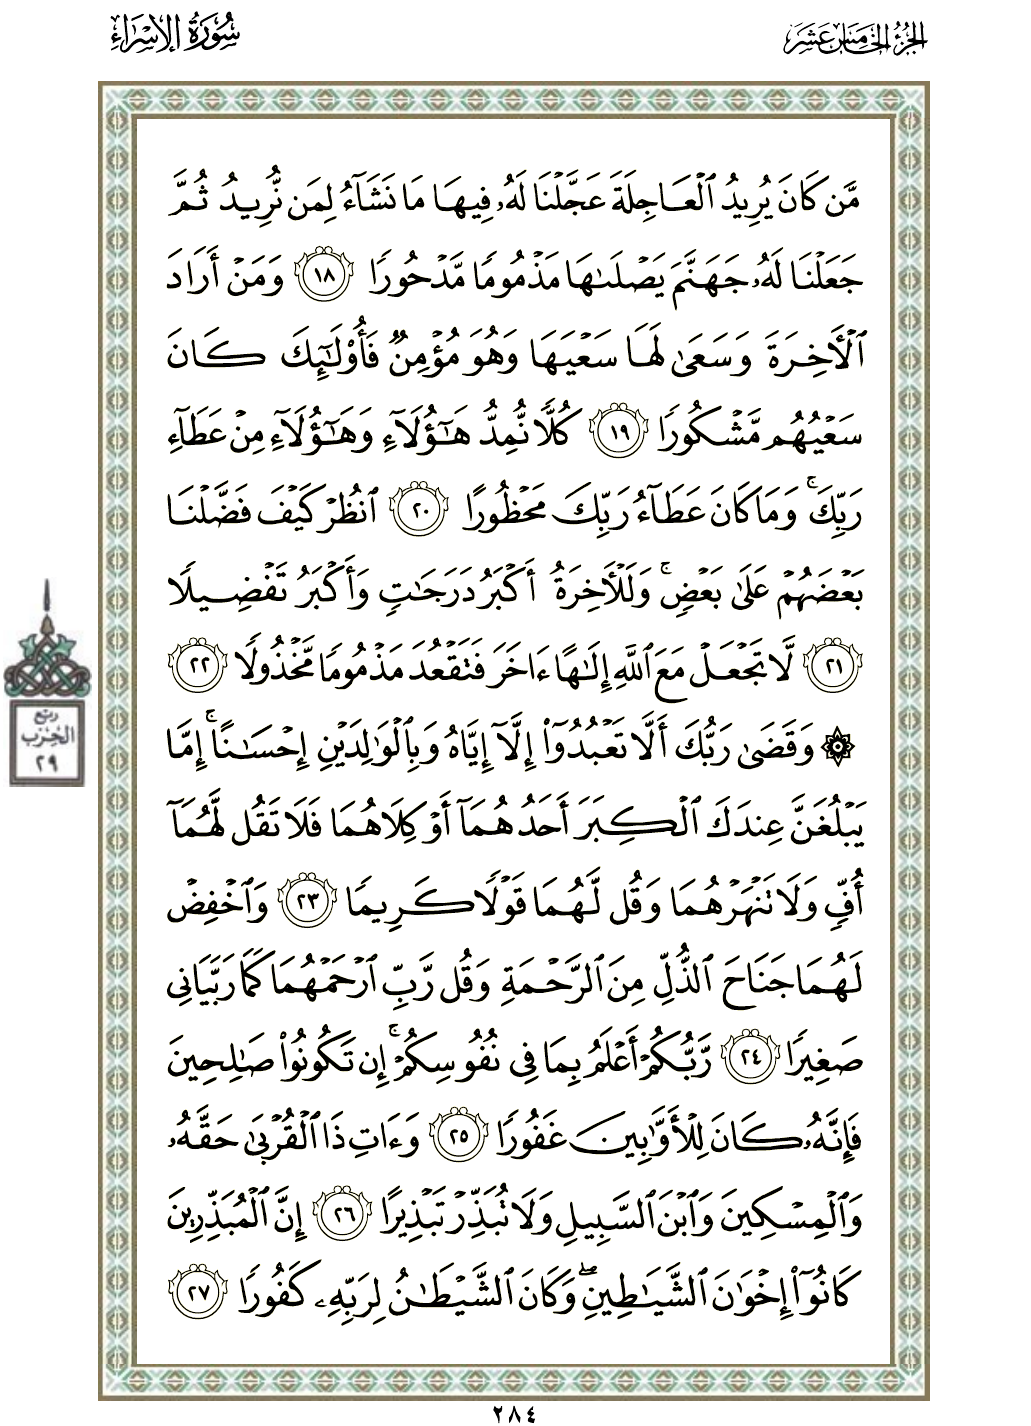 الجزء الخامس عشر
سورة الإسراء
مَّن كَانَ يُرِيدُ ٱلْعَاجِلَةَ عَجَّلْنَا لَهُۥ فِيهَا مَا نَشَآءُ لِمَن نُّرِيدُ ثُمَّ
جَعَلْنَا لَهُۥ جَهَنَّمَ يَصْلَىٰهَا مَذْمُومًا مَّدْحُورًا ١٨ وَمَنْ أَرَادَ
ٱلْأَخِرَةَ وَسَعَىٰ لَهَا سَعْيَهَا وَهُوَ مُؤْمِنٌ فَأُو۟لَٰٓئِكَ كَانَ
سَعْيُهُم مَّشْكُورًا ١٩ كُلًّا نُّمِدُّ هَٰٓؤُلَآءِ وَهَٰٓؤُلَآءِ مِنْ عَطَآءِ
رَبِّكَ ۚ وَمَا كَانَ عَطَآءُ رَبِّكَ مَحْظُورًا ٢٠ ٱنظُرْ كَيْفَ فَضَّلْنَا
بَعْضَهُمْ عَلَىٰ بَعْضٍ ۚ وَلَلْأَخِرَةُ أَكْبَرُ دَرَجَٰتٍ وَأَكْبَرُ تَفْضِيلًا
٢١ لَّا تَجْعَلْ مَعَ ٱللَّهِ إِلَٰهًا ءَاخَرَ فَتَقْعُدَ مَذْمُومًا مَّخْذُولًا ٢٢
۞ وَقَضَىٰ رَبُّكَ أَلَّا تَعْبُدُوٓا۟ إِلَّآ إِيَّاهُ وَبِٱلْوَٰلِدَيْنِ إِحْسَٰنًا ۚ إِمَّا
يَبْلُغَنَّ عِندَكَ ٱلْكِبَرَ أَحَدُهُمَآ أَوْ كِلَاهُمَا فَلَا تَقُل لَّهُمَآ
أُفٍّ وَلَا تَنْهَرْهُمَا وَقُل لَّهُمَا قَوْلًا كَرِيمًا ٢٣ وَٱخْفِضْ
لَهُمَا جَنَاحَ ٱلذُّلِّ مِنَ ٱلرَّحْمَةِ وَقُل رَّبِّ ٱرْحَمْهُمَا كَمَا رَبَّيَانِى
صَغِيرًا ٢٤ رَّبُّكُمْ أَعْلَمُ بِمَا فِى نُفُوسِكُمْ ۚ إِن تَكُونُوا۟ صَٰلِحِينَ
فَإِنَّهُۥ كَانَ لِلْأَوَّٰبِينَ غَفُورًا ٢٥ وَءَاتِ ذَا ٱلْقُرْبَىٰ حَقَّهُۥ
وَٱلْمِسْكِينَ وَٱبْنَ ٱلسَّبِيلِ وَلَا تُبَذِّرْ تَبْذِيرًا ٢٦ إِنَّ ٱلْمُبَذِّرِينَ
كَانُوٓا۟ إِخْوَٰنَ ٱلشَّيَٰطِينِ ۖ وَكَانَ ٱلشَّيْطَٰنُ لِرَبِّهِۦ كَفُورًا ٢٧
ربع
الحزب
٢٩
٢٨٤